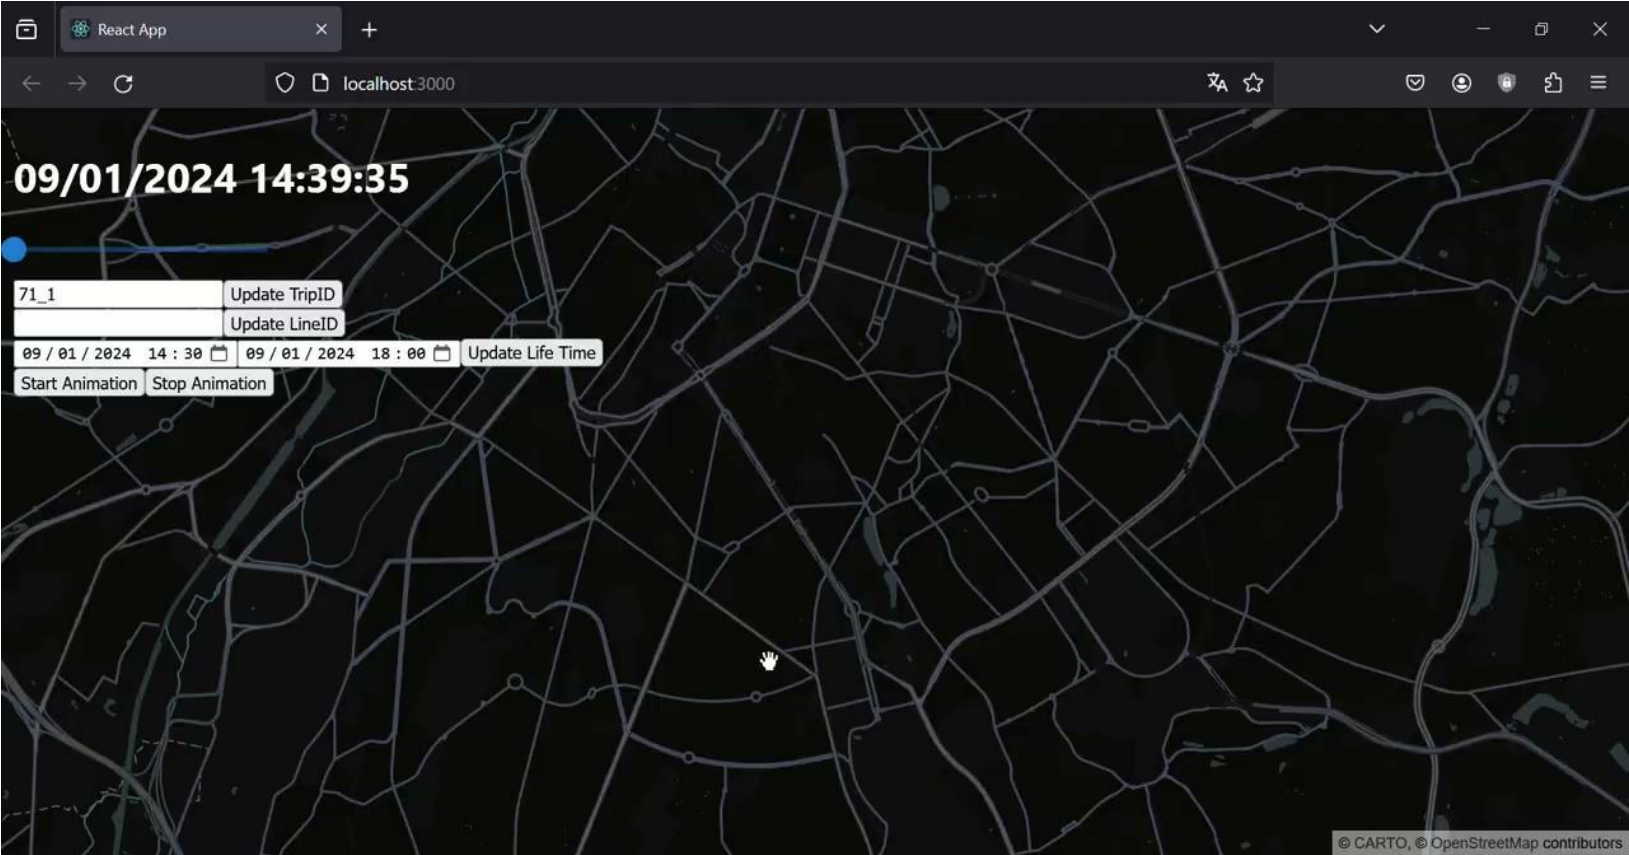 React App
localhost:3000
09/01/2024 14:39:35
71_1 Update TripID
Update LineID
09/01/2024 14:30 09/01/2024 18:00 Update Life Time
Start Animation Stop Animation
© CARTO, © OpenStreetMap contributors